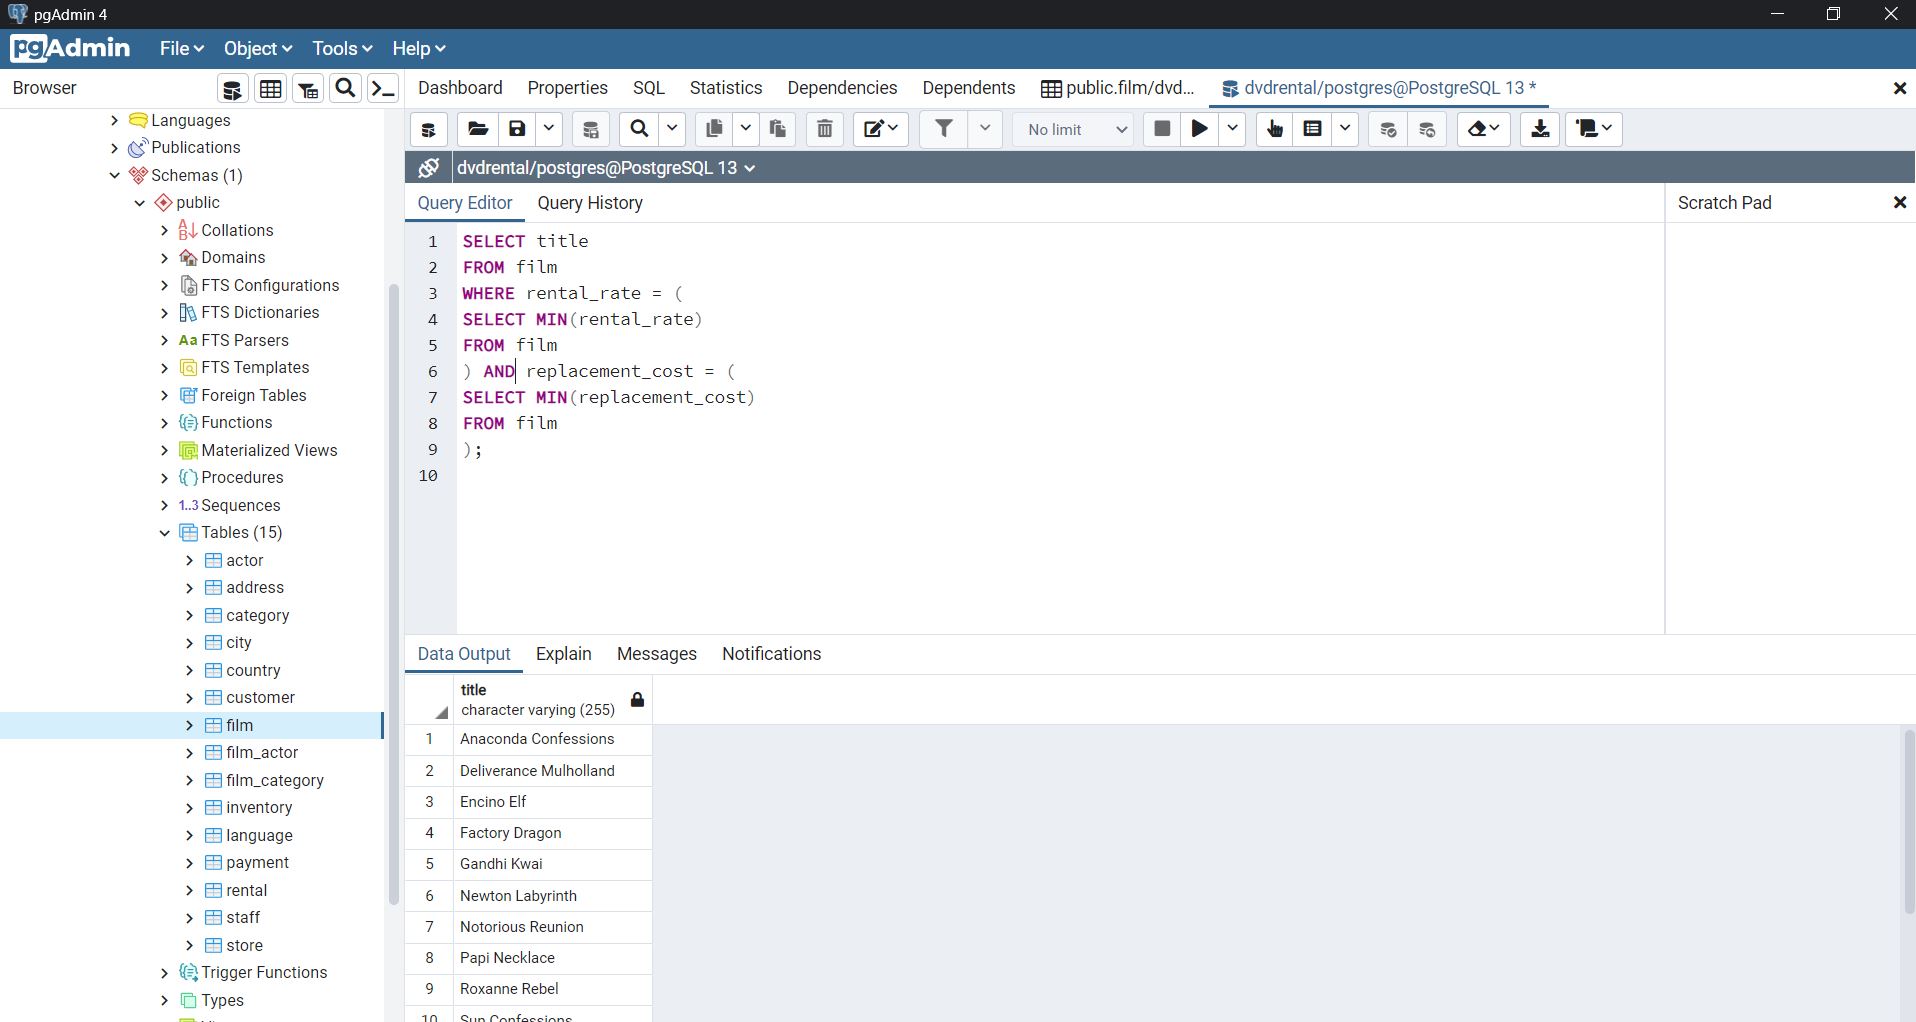 pgAdmin 4
pgAdmin File Object Tools Help
Browser
Dashboard Properties SQL Statistics Dependencies Dependents public.film/dvd... dvdrental/postgres@PostgreSQL 13 *
No limit
dvdrental/postgres@PostgreSQL 13
Languages
Publications
Schemas (1)
public
Collations
Domains
FTS Configurations
FTS Dictionaries
Aa FTS Parsers
FTS Templates
Foreign Tables
Functions
Materialized Views
Procedures
1..3 Sequences
Tables (15)
actor
address
category
city
country
customer
film
film_actor
film_category
inventory
language
payment
rental
staff
store
Trigger Functions
Types
Query Editor Query History
Scratch Pad
1 SELECT title
2 FROM film
3 WHERE rental_rate = (
4 SELECT MIN(rental_rate)
5 FROM film
6 ) AND replacement_cost = (
7 SELECT MIN(replacement_cost)
8 FROM film
9 );
10
Data Output Explain Messages Notifications
title
character varying (255)
1 Anaconda Confessions
2 Deliverance Mulholland
3 Encino Elf
4 Factory Dragon
5 Gandhi Kwai
6 Newton Labyrinth
7 Notorious Reunion
8 Papi Necklace
9 Roxanne Rebel
10 Sun Confessions